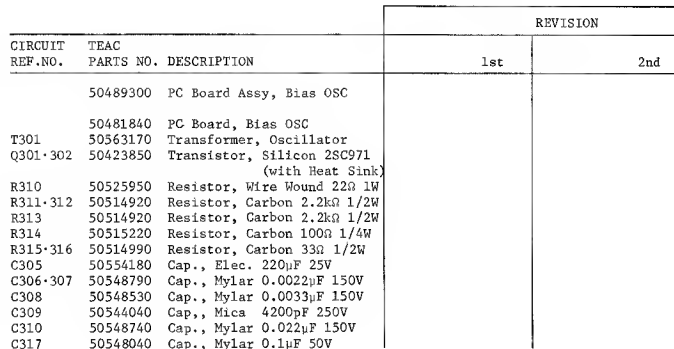 REVISION
CIRCUIT TEAC
REF.NO. PARTS NO. DESCRIPTION 1st 2nd
50489300 PC Board Assy, Bias OSC
50481840 PC Board, Bias OSC
T301 50563170 Transformer, Oscillator
Q301·302 50423850 Transistor, Silicon 2SC971
(with Heat Sink)
R310 50525950 Resistor, Wire Wound 22Ω 1W
R311·312 50514920 Resistor, Carbon 2.2kΩ 1/2W
R313 50514920 Resistor, Carbon 2.2kΩ 1/2W
R314 50515220 Resistor, Carbon 100Ω 1/4W
R315·316 50514990 Resistor, Carbon 33Ω 1/2W
C305 50554180 Cap., Elec. 220μF 25V
C306·307 50548790 Cap., Mylar 0.0022μF 150V
C308 50548530 Cap., Mylar 0.0033μF 150V
C309 50544040 Cap,, Mica 4200pF 250V
C310 50548740 Cap., Mylar 0.022μF 150V
C317 50548040 Cap., Mylar 0.1μF 50V